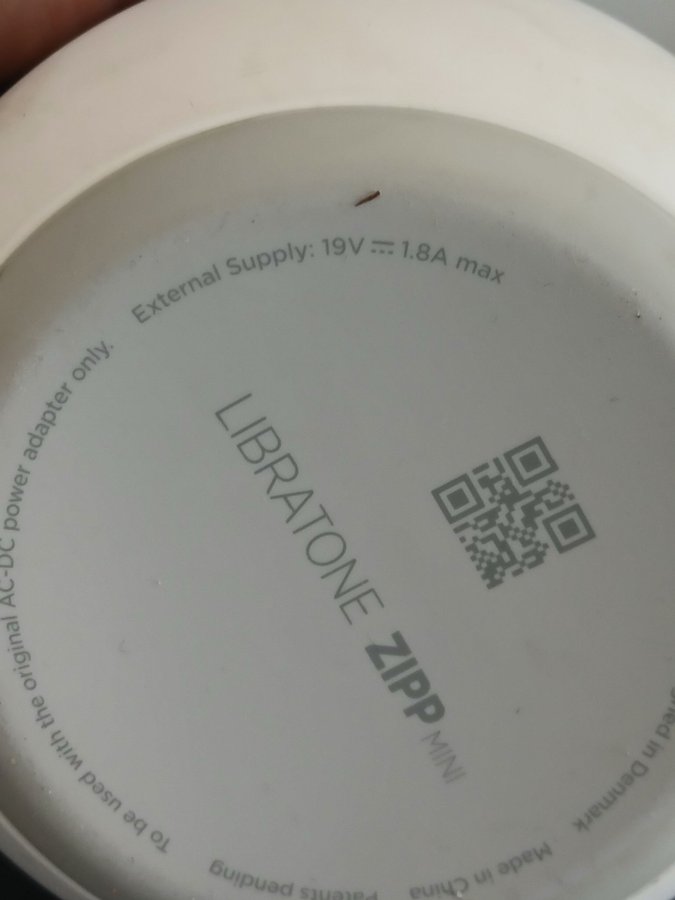 External Supply: 19V ⎓ 1.8A max
LIBRATONE ZIPP MINI
To be used with the original AC-DC power adapter only.
in Denmark
Made in China
Patents pending